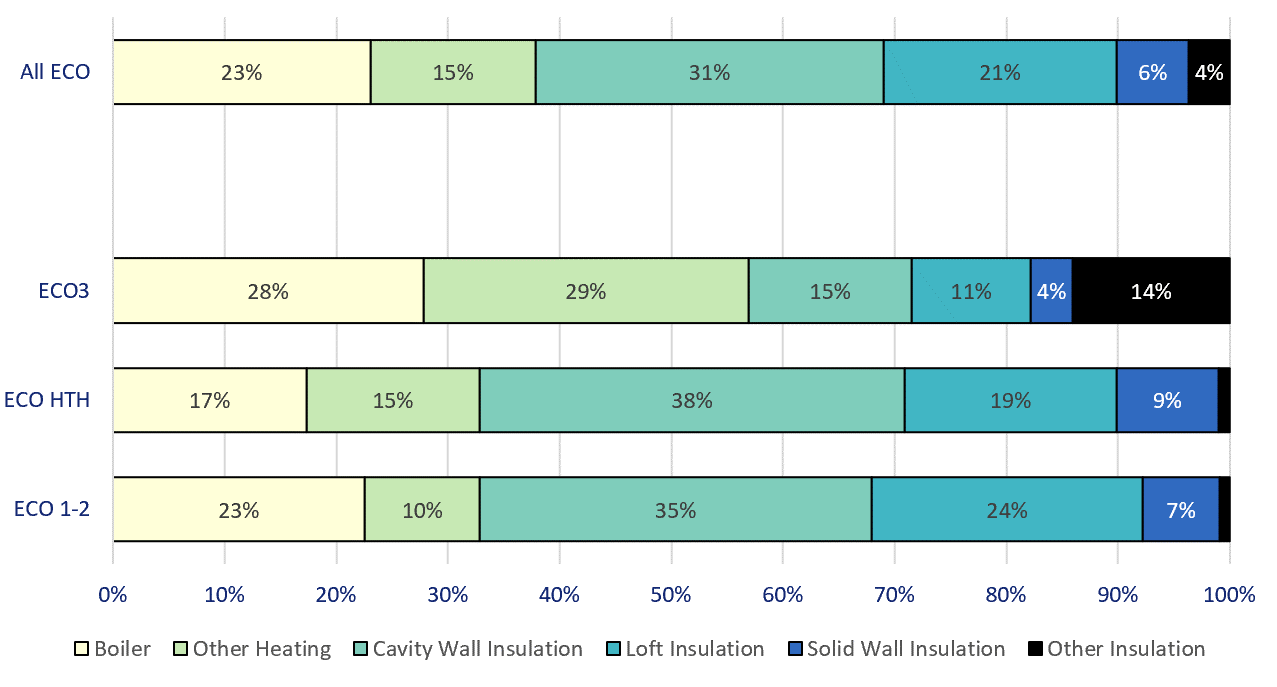 All ECO 23% 15% 31% 21% 6% 4%
ECO3 28% 29% 15% 11% 4% 14%
ECO HTH 17% 15% 38% 19% 9%
ECO 1-2 23% 10% 35% 24% 7%
0% 10% 20% 30% 40% 50% 60% 70% 80% 90% 100%
Boiler Other Heating Cavity Wall Insulation Loft Insulation Solid Wall Insulation Other Insulation